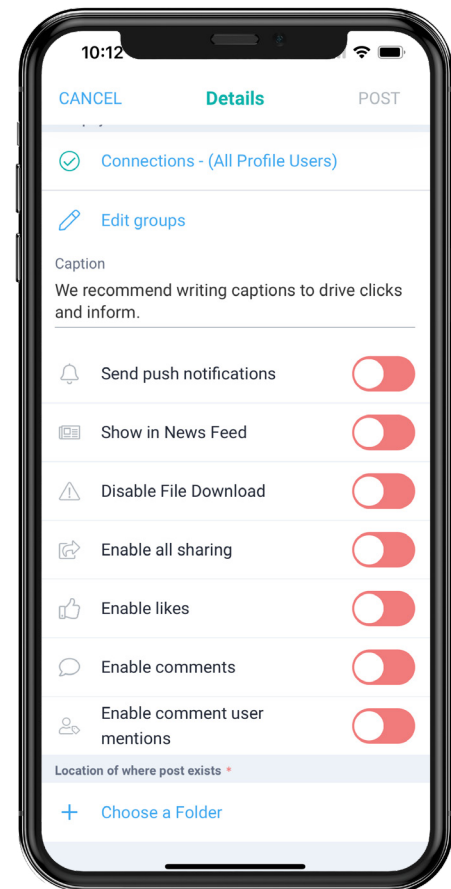 10:12
CANCEL Details POST
Connections - (All Profile Users)
Edit groups
Caption
We recommend writing captions to drive clicks
and inform.
Send push notifications
Show in News Feed
Disable File Download
Enable all sharing
Enable likes
Enable comments
Enable comment user
mentions
Location of where post exists *
+ Choose a Folder